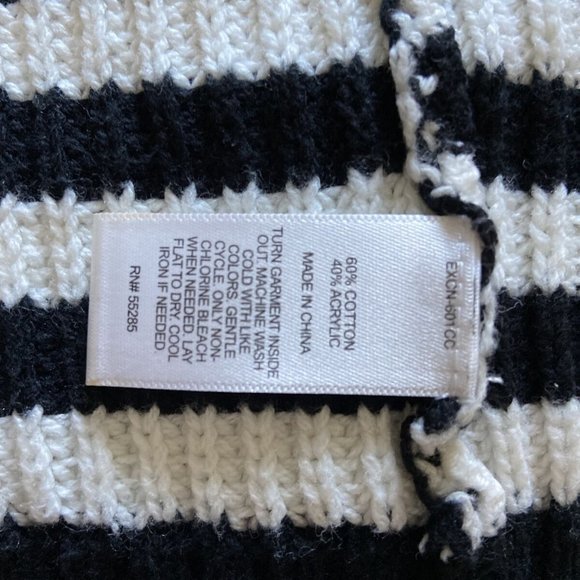 EXCN-601CC
60% COTTON
40% ACRYLIC
MADE IN CHINA
TURN GARMENT INSIDE
OUT. MACHINE WASH
COLD WITH LIKE
COLORS, GENTLE
CYCLE. ONLY NON-
CHLORINE BLEACH
WHEN NEEDED. LAY
FLAT TO DRY. COOL
IRON IF NEEDED.
RN# 55285